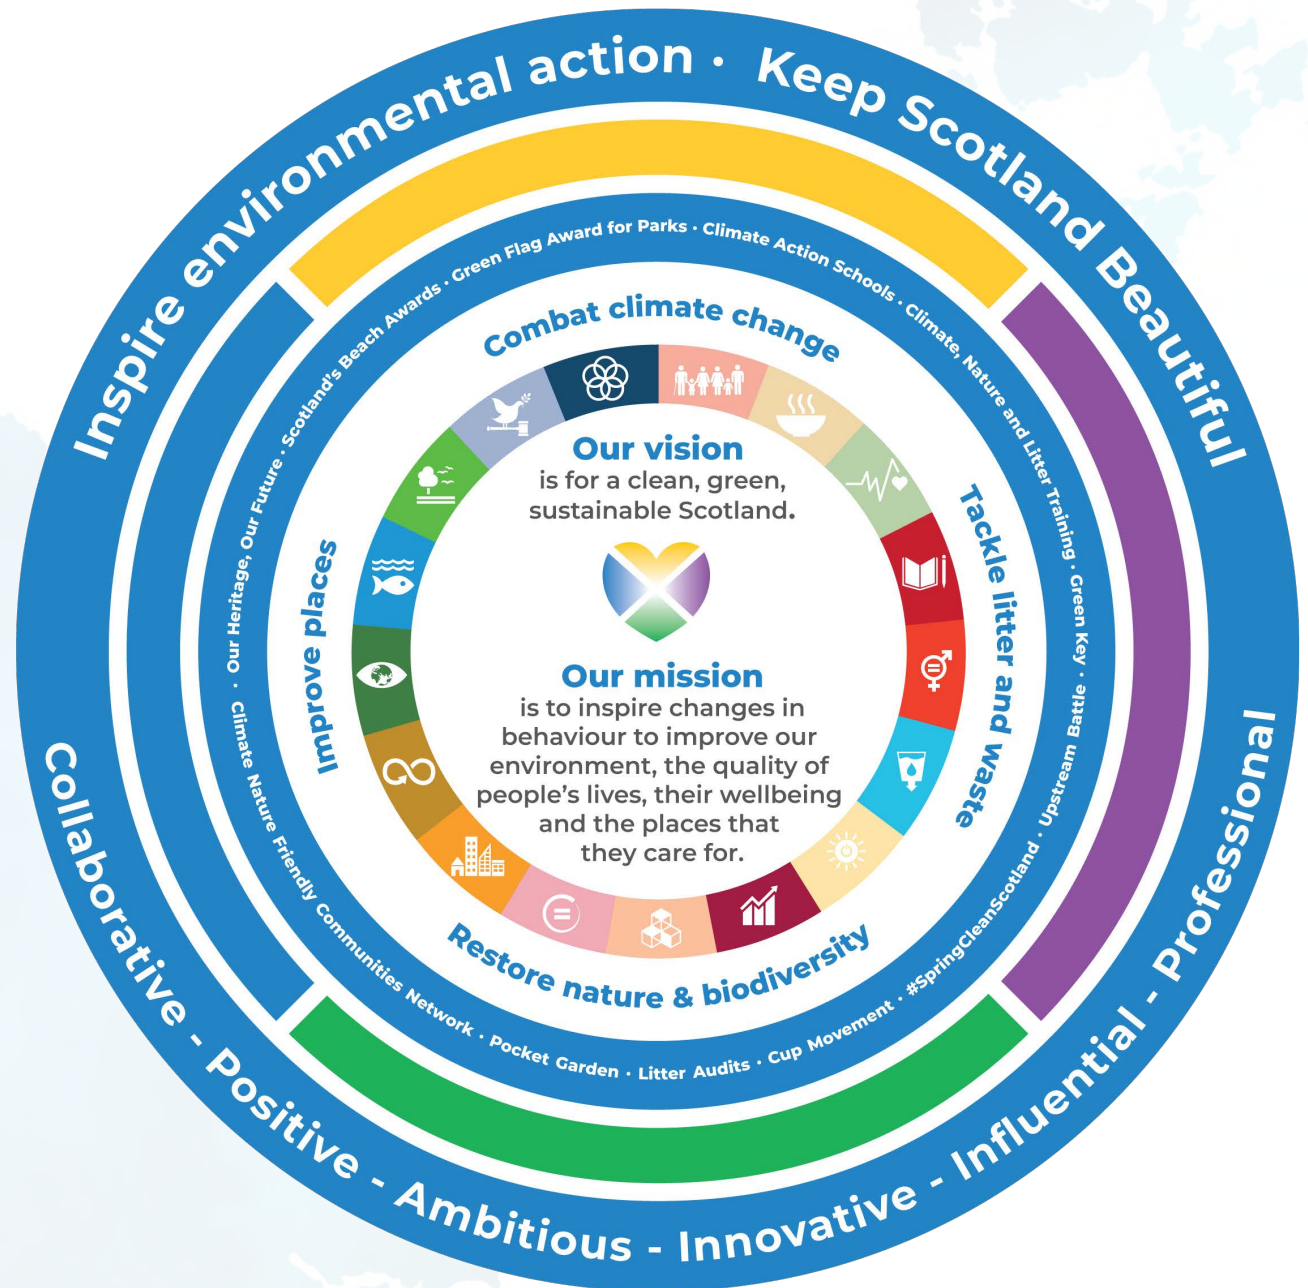 Inspire environmental action · Keep Scotland Beautiful
Collaborative - Positive - Ambitious - Innovative - Influential - Professional
· Our Heritage, Our Future · Scotland's Beach Awards · Green Flag Award for Parks · Climate Action Schools · Climate, Nature and Litter Training · Green Key · Upstream Battle · #SpringCleanScotland · Cup Movement · Litter Audits · Pocket Garden · Climate Nature Friendly Communities Network
Combat climate change
Tackle litter and waste
Restore nature & biodiversity
Improve places
Our vision
is for a clean, green,
sustainable Scotland.
Our mission
is to inspire changes in
behaviour to improve our
environment, the quality of
people's lives, their wellbeing
and the places that
they care for.